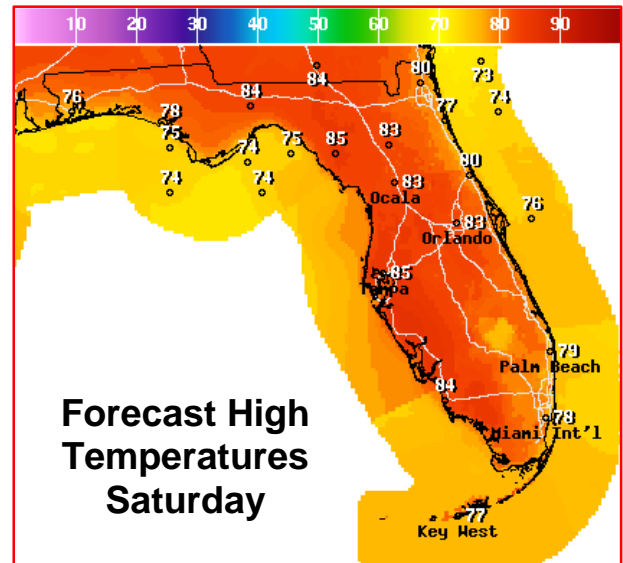 10 20 30 40 50 60 70 80 90
84 80 73
76 84 77 74
78
75 74 75 85 83
80
74 74 83
Ocala
76
83
Orlando
85
Tampa
79
Palm Beach
84
78
Miami Int'l
77
Key West
Forecast High
Temperatures
Saturday